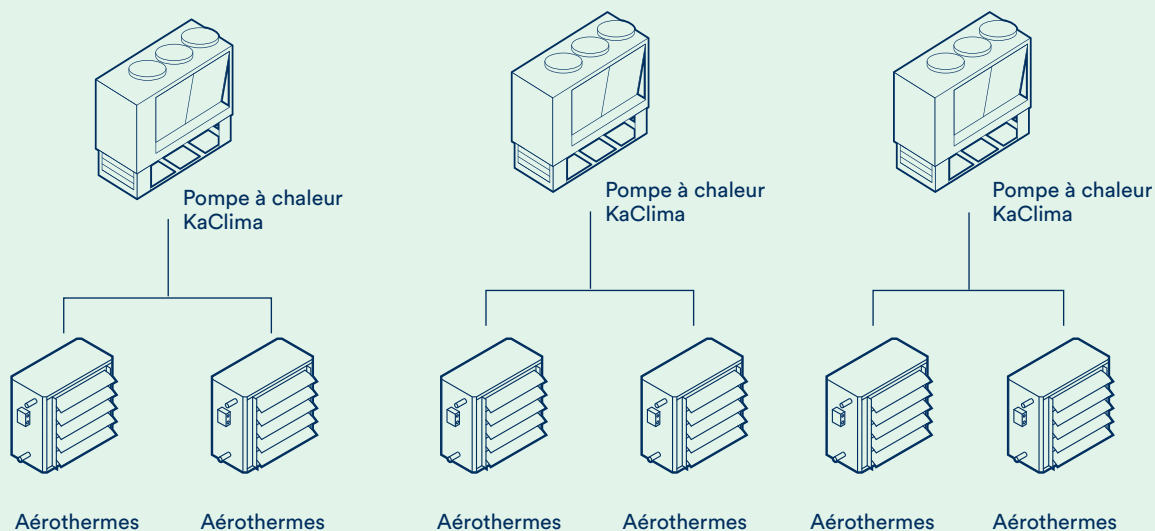 Pompe à chaleur
KaClima
Pompe à chaleur
KaClima
Pompe à chaleur
KaClima
Aérothermes
Aérothermes
Aérothermes
Aérothermes
Aérothermes
Aérothermes